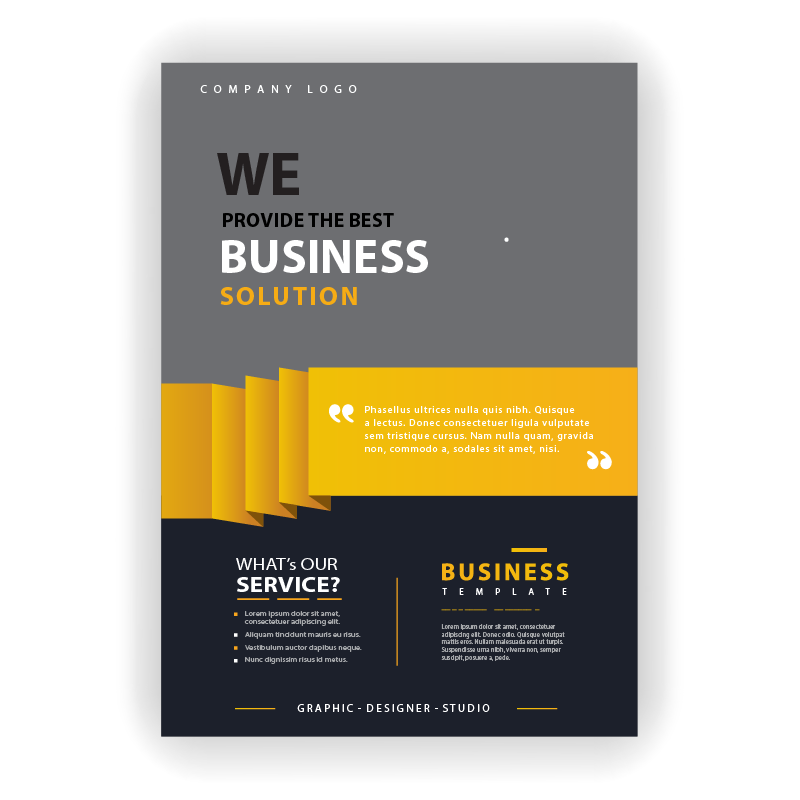 COMPANY LOGO
WE
PROVIDE THE BEST
BUSINESS
SOLUTION
“ Phasellus ultrices nulla quis nibh. Quisque
a lectus. Donec consectetuer ligula vulputate
sem tristique cursus. Nam nulla quam, gravida
non, commodo a, sodales sit amet, nisi. ”
WHAT's OUR
SERVICE?
Lorem ipsum dolor sit amet,
consectetuer adipiscing elit.
Aliquam tincidunt mauris eu risus.
Vestibulum auctor dapibus neque.
Nunc dignissim risus id metus.
BUSINESS
TEMPLATE
Lorem ipsum dolor sit amet, consectetuer
adipiscing elit. Donec odio. Quisque volutpat
mattis eros. Nullam malesuada erat ut turpis.
Suspendisse urna nibh, viverra non, semper
suscipit, posuere a, pede.
GRAPHIC - DESIGNER - STUDIO